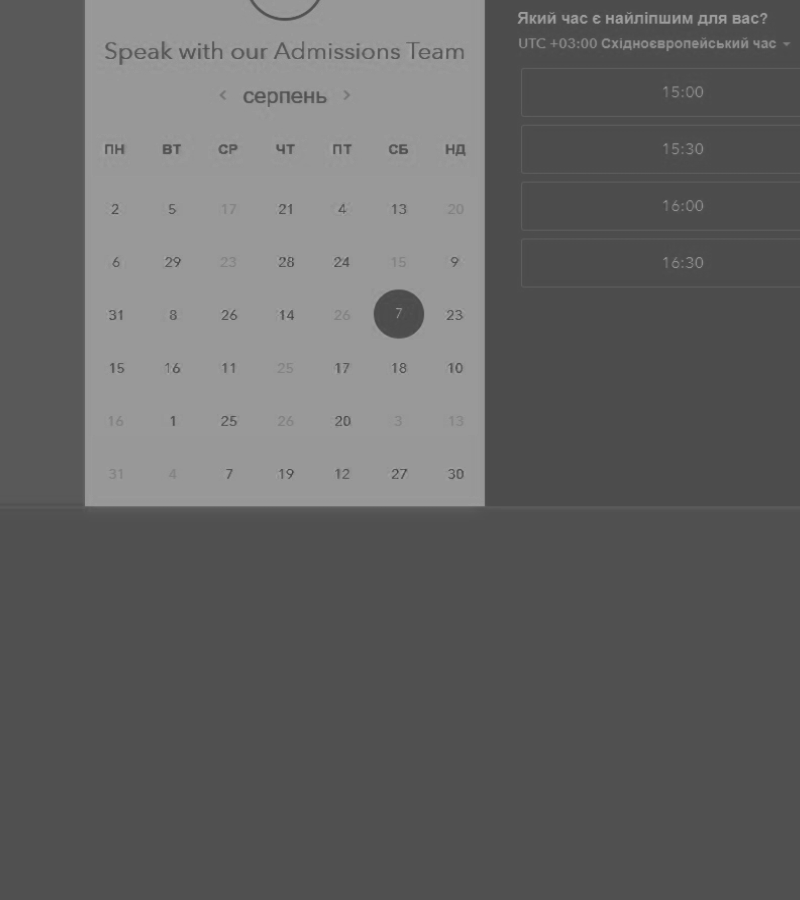 Speak with our Admissions Team
< серпень >
ПН ВТ СР ЧТ ПТ СБ НД
2 5 17 21 4 13 20
6 29 23 28 24 15 9
31 8 26 14 26 7 23
15 16 11 25 17 18 10
16 1 25 26 20 3 13
31 4 7 19 12 27 30
Який час є найліпшим для вас?
UTC +03:00 Східноєвропейський час
15:00
15:30
16:00
16:30